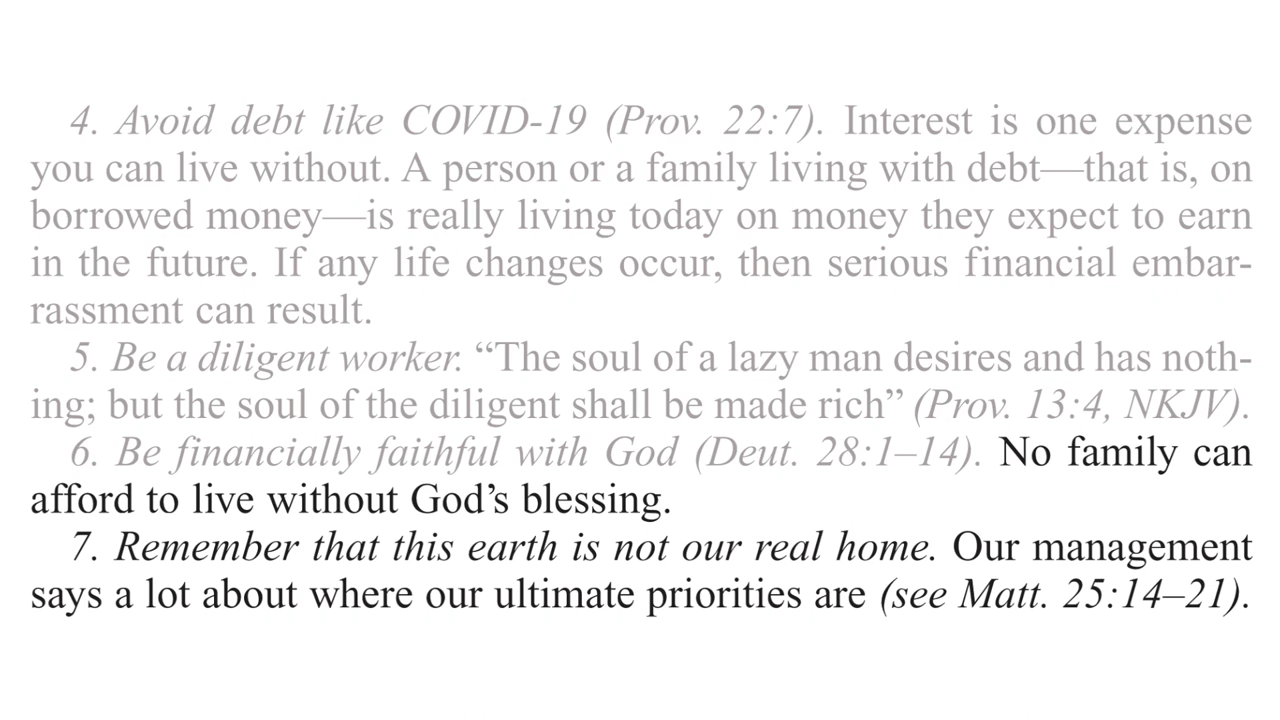 4. Avoid debt like COVID-19 (Prov. 22:7). Interest is one expense
you can live without. A person or a family living with debt—that is, on
borrowed money—is really living today on money they expect to earn
in the future. If any life changes occur, then serious financial embar-
rassment can result.
5. Be a diligent worker. “The soul of a lazy man desires and has noth-
ing; but the soul of the diligent shall be made rich” (Prov. 13:4, NKJV).
6. Be financially faithful with God (Deut. 28:1–14). No family can
afford to live without God’s blessing.
7. Remember that this earth is not our real home. Our management
says a lot about where our ultimate priorities are (see Matt. 25:14–21).